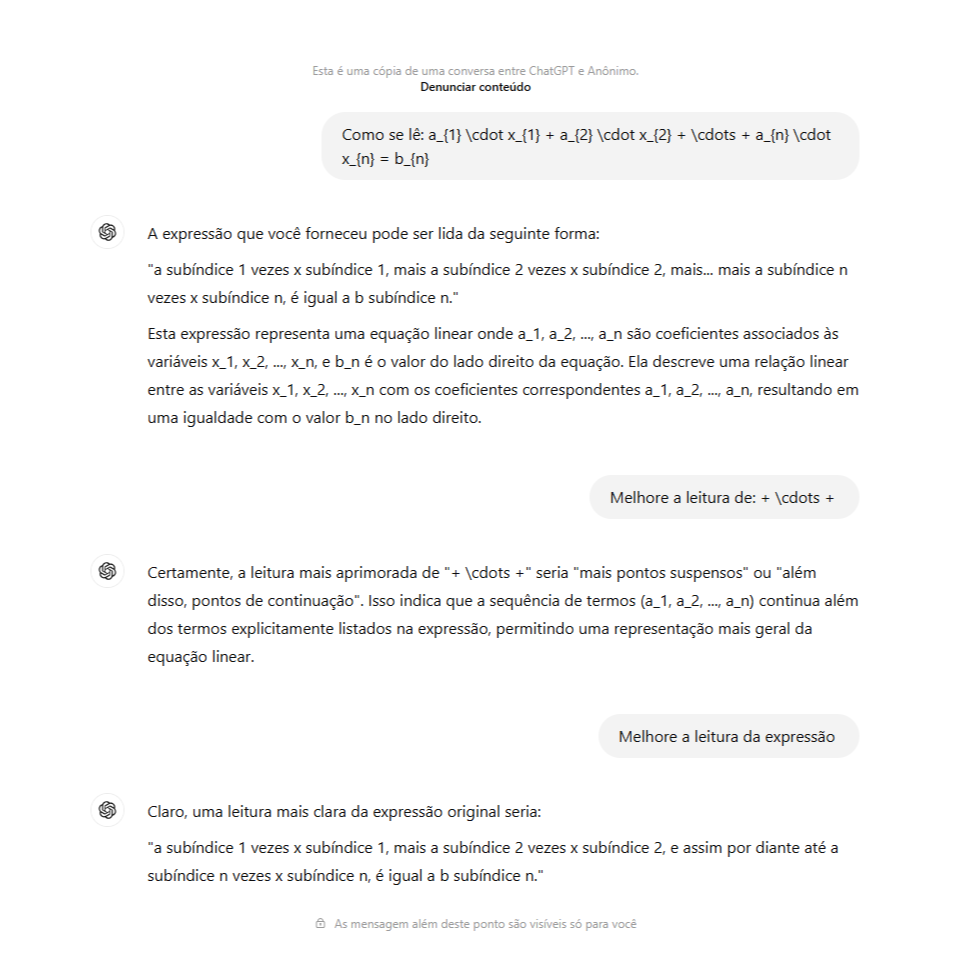 Esta é uma cópia de uma conversa entre ChatGPT e Anônimo.
Denunciar conteúdo
Como se lê: a_{1} \cdot x_{1} + a_{2} \cdot x_{2} + \cdots + a_{n} \cdot
x_{n} = b_{n}
A expressão que você forneceu pode ser lida da seguinte forma:
"a subíndice 1 vezes x subíndice 1, mais a subíndice 2 vezes x subíndice 2, mais... mais a subíndice n
vezes x subíndice n, é igual a b subíndice n."
Esta expressão representa uma equação linear onde a_1, a_2, ..., a_n são coeficientes associados às
variáveis x_1, x_2, ..., x_n, e b_n é o valor do lado direito da equação. Ela descreve uma relação linear
entre as variáveis x_1, x_2, ..., x_n com os coeficientes correspondentes a_1, a_2, ..., a_n, resultando em
uma igualdade com o valor b_n no lado direito.
Melhore a leitura de: + \cdots +
Certamente, a leitura mais aprimorada de "+ \cdots +" seria "mais pontos suspensos" ou "além
disso, pontos de continuação". Isso indica que a sequência de termos (a_1, a_2, ..., a_n) continua além
dos termos explicitamente listados na expressão, permitindo uma representação mais geral da
equação linear.
Melhore a leitura da expressão
Claro, uma leitura mais clara da expressão original seria:
"a subíndice 1 vezes x subíndice 1, mais a subíndice 2 vezes x subíndice 2, e assim por diante até a
subíndice n vezes x subíndice n, é igual a b subíndice n."
As mensagem além deste ponto são visíveis só para você